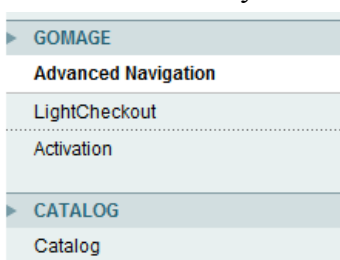 GOMAGE
Advanced Navigation
LightCheckout
Activation
CATALOG
Catalog